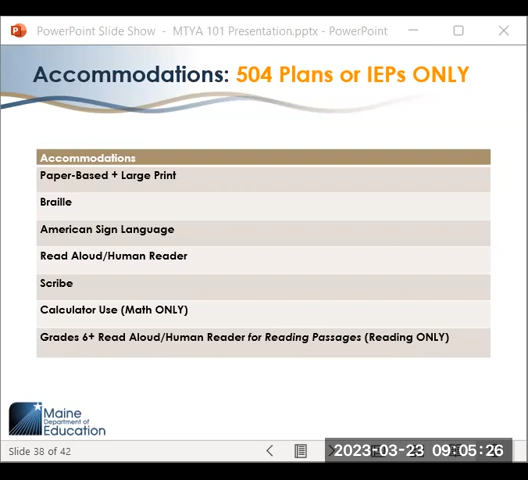 PowerPoint Slide Show - MTYA 101 Presentation.pptx - PowerPoint
Accommodations: 504 Plans or IEPs ONLY
Accommodations
Paper-Based + Large Print
Braille
American Sign Language
Read Aloud/Human Reader
Scribe
Calculator Use (Math ONLY)
Grades 6+ Read Aloud/Human Reader for Reading Passages (Reading ONLY)
Maine
Department of
Education
Slide 38 of 42
2023-03-23 09:05:26